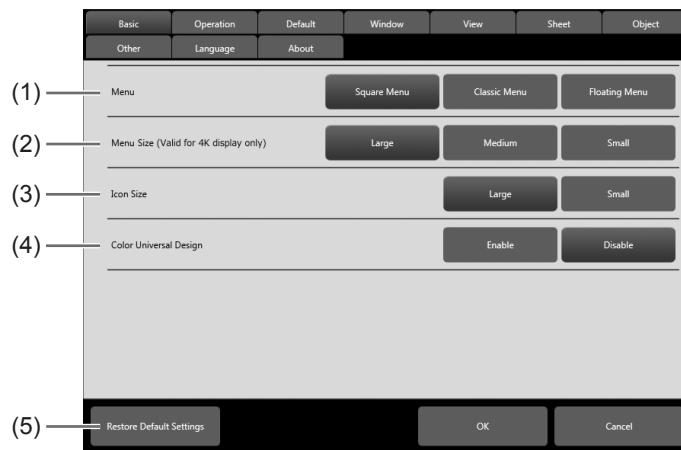 Basic Operation Default Window View Sheet Object
Other Language About
(1) Menu Square Menu Classic Menu Floating Menu
(2) Menu Size (Valid for 4K display only) Large Medium Small
(3) Icon Size Large Small
(4) Color Universal Design Enable Disable
(5) Restore Default Settings OK Cancel